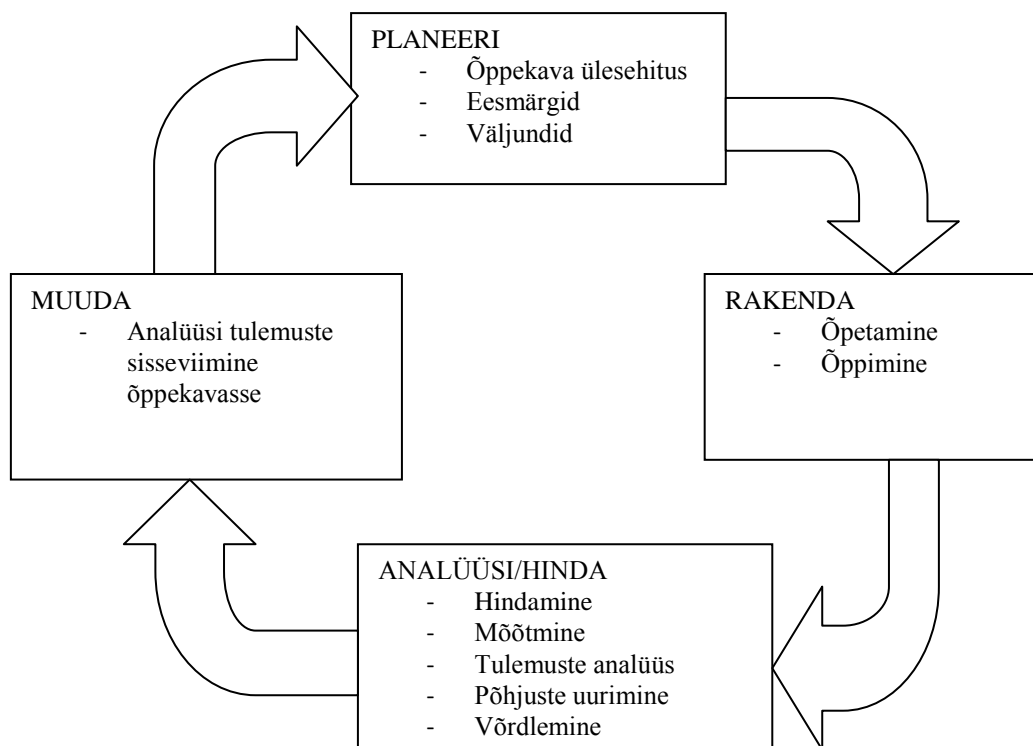 PLANEERI
- Õppekava ülesehitus
- Eesmärgid
- Väljundid
RAKENDA
- Õpetamine
- Õppimine
ANALÜÜSI/HINDA
- Hindamine
- Mõõtmine
- Tulemuste analüüs
- Põhjuste uurimine
- Võrdlemine
MUUDA
- Analüüsi tulemuste
sisseviimine
õppekavasse